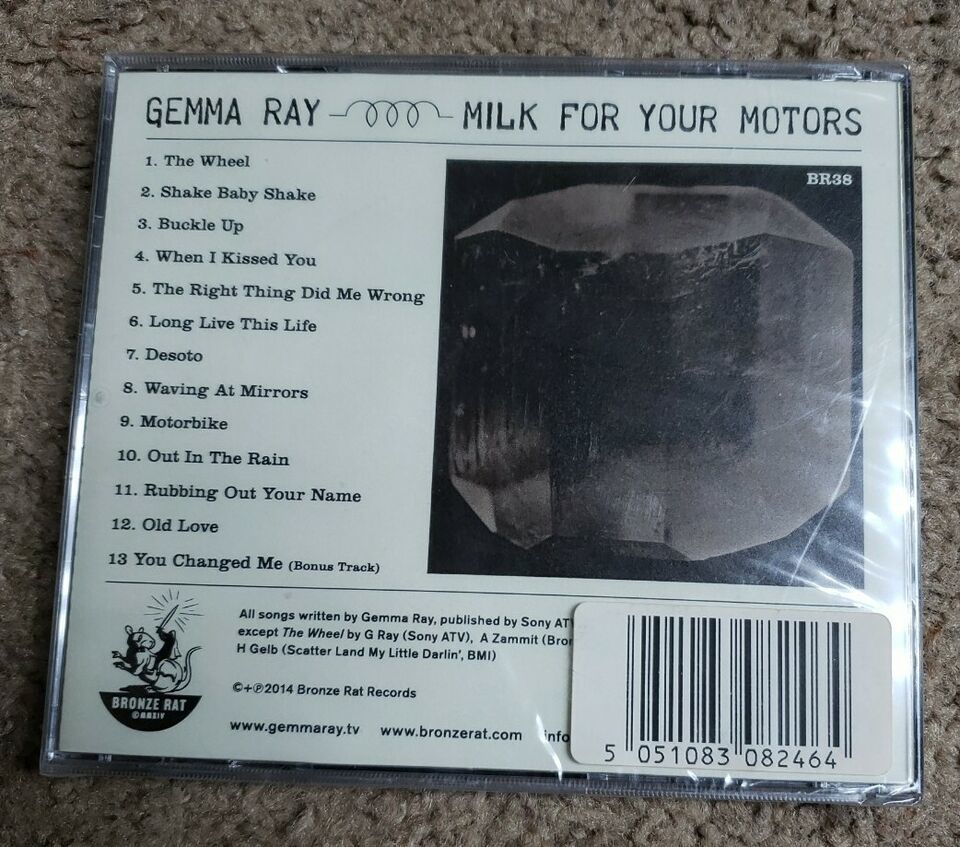 GEMMA RAY MILK FOR YOUR MOTORS
1. The Wheel
2. Shake Baby Shake
3. Buckle Up
4. When I Kissed You
5. The Right Thing Did Me Wrong
6. Long Live This Life
7. Desoto
8. Waving At Mirrors
9. Motorbike
10. Out In The Rain
11. Rubbing Out Your Name
12. Old Love
13 You Changed Me (Bonus Track)
BR38
All songs written by Gemma Ray, published by Sony ATV
except The Wheel by G Ray (Sony ATV), A Zammit (Bron
H Gelb (Scatter Land My Little Darlin', BMI)
©+℗2014 Bronze Rat Records
www.gemmaray.tv www.bronzerat.com info
BRONZE RAT
©MMXIV
5 051083 082464